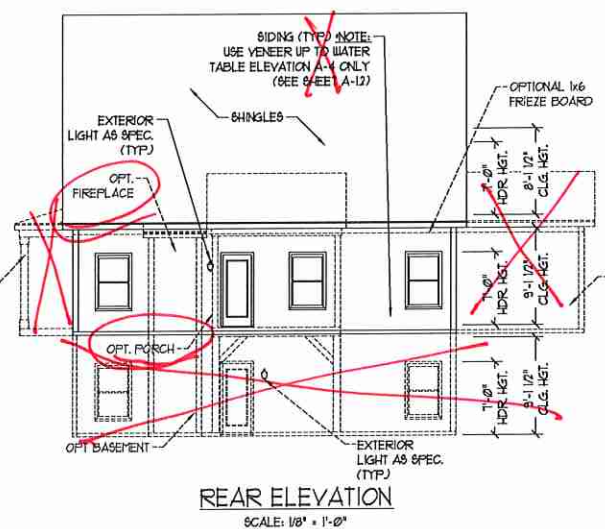 SIDING (TYP) NOTE:
USE VENEER UP TO WATER
TABLE ELEVATION A-4 ONLY
(SEE SHEET A-12)
OPTIONAL 1x6
FRIEZE BOARD
SHINGLES
EXTERIOR
LIGHT AS SPEC.
(TYP.)
OPT.
FIREPLACE
7'-0"
HDR. HGT.
8'-1 1/2"
CLG. HGT.
7'-0"
HDR. HGT.
9'-1 1/2"
CLG. HGT.
OPT. PORCH
7'-0"
HDR. HGT.
9'-1 1/2"
CLG. HGT.
OPT BASEMENT
EXTERIOR
LIGHT AS SPEC.
(TYP.)
REAR ELEVATION
SCALE: 1/8" = 1'-0"